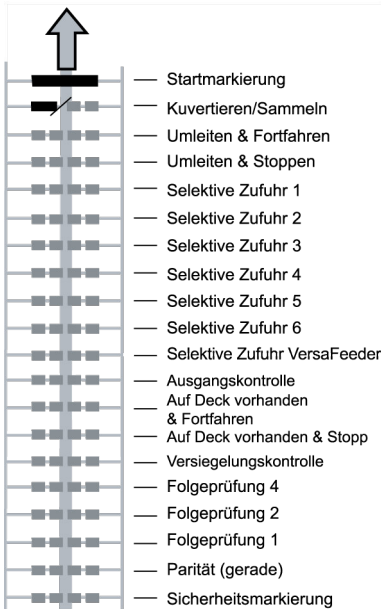 Startmarkierung
Kuvertieren/Sammeln
Umleiten & Fortfahren
Umleiten & Stoppen
Selektive Zufuhr 1
Selektive Zufuhr 2
Selektive Zufuhr 3
Selektive Zufuhr 4
Selektive Zufuhr 5
Selektive Zufuhr 6
Selektive Zufuhr VersaFeeder
Ausgangskontrolle
Auf Deck vorhanden
& Fortfahren
Auf Deck vorhanden & Stopp
Versiegelungskontrolle
Folgeprüfung 4
Folgeprüfung 2
Folgeprüfung 1
Parität (gerade)
Sicherheitsmarkierung